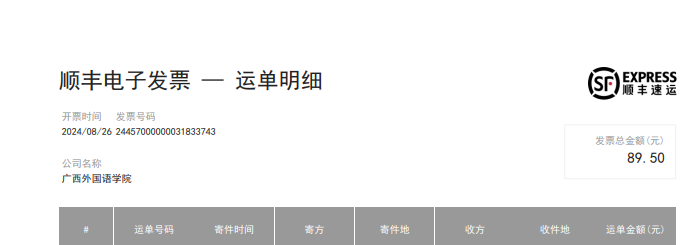 顺丰电子发票 — 运单明细
SF EXPRESS
顺丰速运
开票时间 发票号码
2024/08/26 24457000000031833743
发票总金额(元)
89.50
公司名称
广西外国语学院
# 运单号码 寄件时间 寄方 寄件地 收方 收件地 运单金额(元)